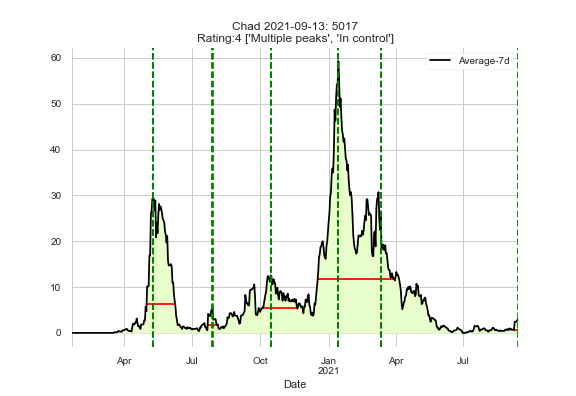 Chad 2021-09-13: 5017
Rating:4 ['Multiple peaks', 'In control']
Average-7d
60
50
40
30
20
10
0
Apr Jul Oct Jan Apr Jul
2021
Date